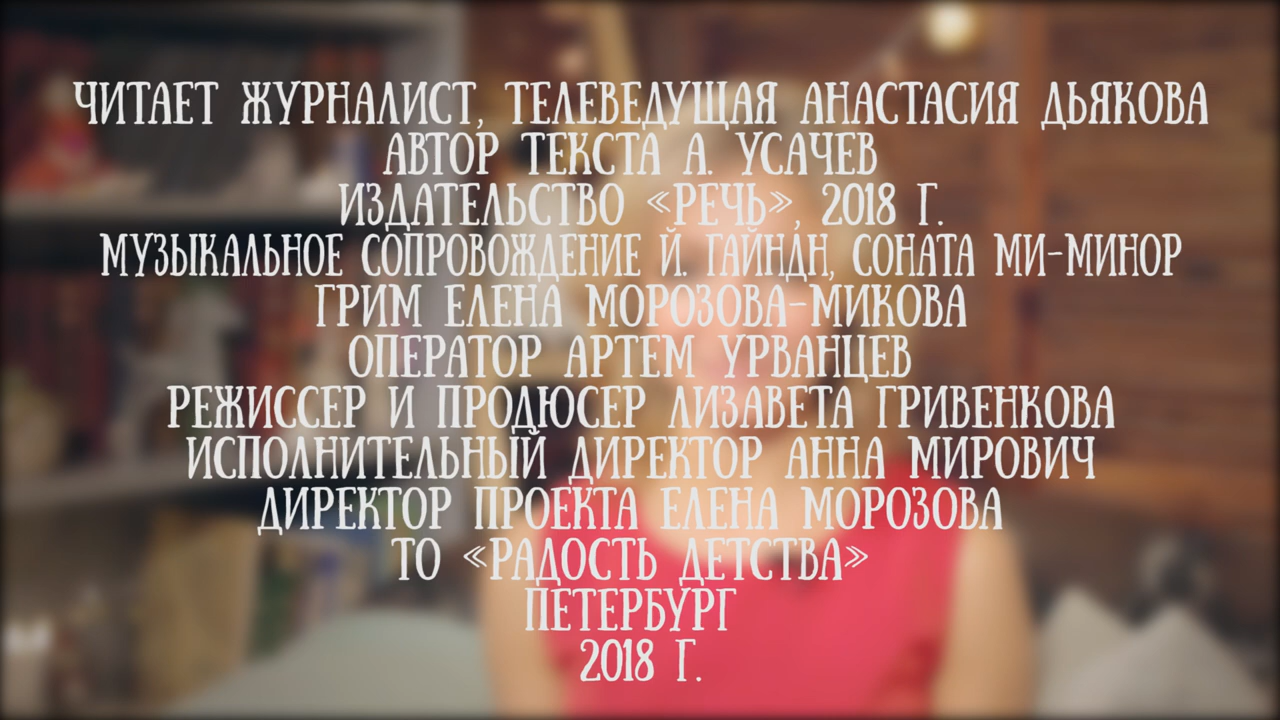 ЧИТАЕТ ЖУРНАЛИСТ, ТЕЛЕВЕДУЩАЯ АНАСТАСИЯ ДЬЯКОВА
АВТОР ТЕКСТА А. УСАЧЕВ
ИЗДАТЕЛЬСТВО «РЕЧЬ», 2018 Г.
МУЗЫКАЛЬНОЕ СОПРОВОЖДЕНИЕ Й. ГАЙНДН, СОНАТА МИ-МИНОР
ГРИМ ЕЛЕНА МОРОЗОВА-МИКОВА
ОПЕРАТОР АРТЕМ УРВАНЦЕВ
РЕЖИССЕР И ПРОДЮСЕР ЛИЗАВЕТА ГРИВЕНКОВА
ИСПОЛНИТЕЛЬНЫЙ ДИРЕКТОР АННА МИРОВИЧ
ДИРЕКТОР ПРОЕКТА ЕЛЕНА МОРОЗОВА
ТО «РАДОСТЬ ДЕТСТВА»
ПЕТЕРБУРГ
2018 Г.